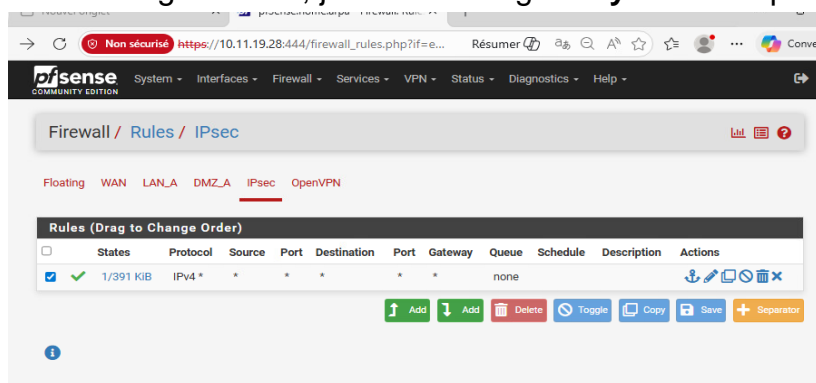 Nouvel onglet
pfSense.home.arpa - Firewall: Rule
Non sécurisé https://10.11.19.28:444/firewall_rules.php?if=e... Résumer Conve
pfsense COMMUNITY EDITION System Interfaces Firewall Services VPN Status Diagnostics Help
Firewall / Rules / IPsec
Floating WAN LAN_A DMZ_A IPsec OpenVPN
Rules (Drag to Change Order)
States Protocol Source Port Destination Port Gateway Queue Schedule Description Actions
1/391 KiB IPv4 * * * * * * none
Add Add Delete Toggle Copy Save Separator